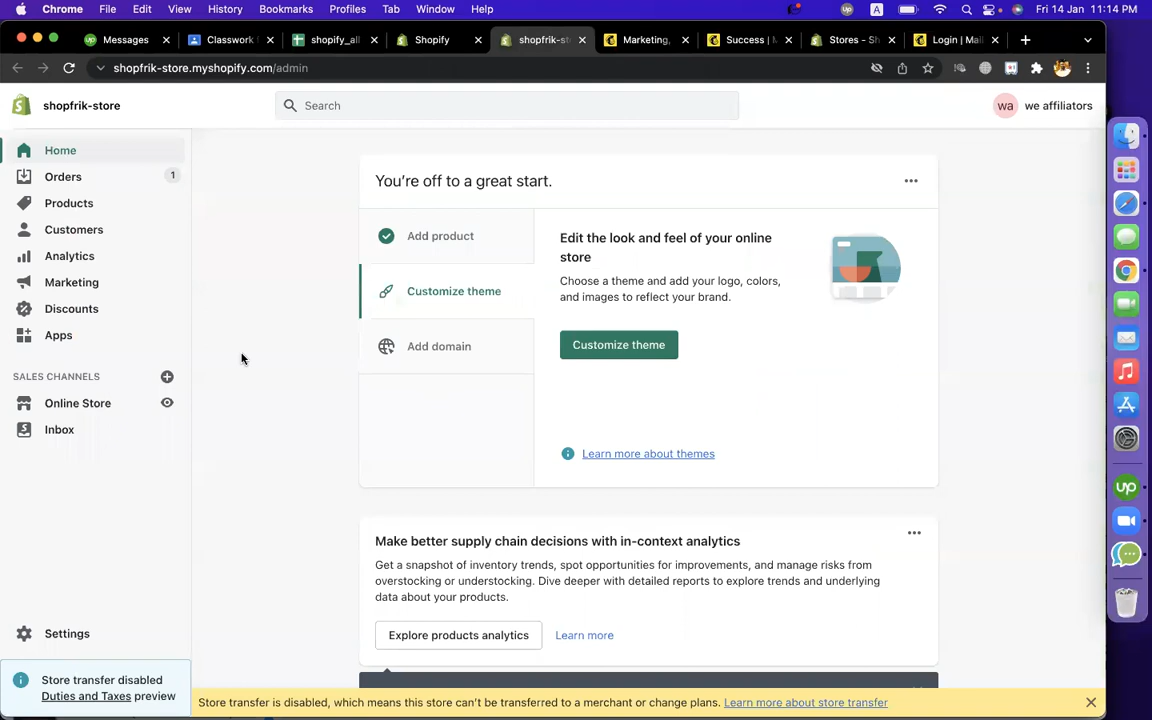 Chrome File Edit View History Bookmarks Profiles Tab Window Help A Fri 14 Jan 11:14 PM
Messages Classwork shopify_all Shopify shopfrik-st Marketing, Success | Stores - Sh Login | Mai
shopfrik-store.myshopify.com/admin
shopfrik-store
Search
wa we affiliators
Home
Orders 1
Products
Customers
Analytics
Marketing
Discounts
Apps
SALES CHANNELS
Online Store
Inbox
Settings
Store transfer disabled
Duties and Taxes preview
You're off to a great start.
Add product
Customize theme
Add domain
Edit the look and feel of your online
store
Choose a theme and add your logo, colors,
and images to reflect your brand.
Customize theme
Learn more about themes
Make better supply chain decisions with in-context analytics
Get a snapshot of inventory trends, spot opportunities for improvements, and manage risks from
overstocking or understocking. Dive deeper with detailed reports to explore trends and underlying
data about your products.
Explore products analytics Learn more
Store transfer is disabled, which means this store can't be transferred to a merchant or change plans. Learn more about store transfer
up